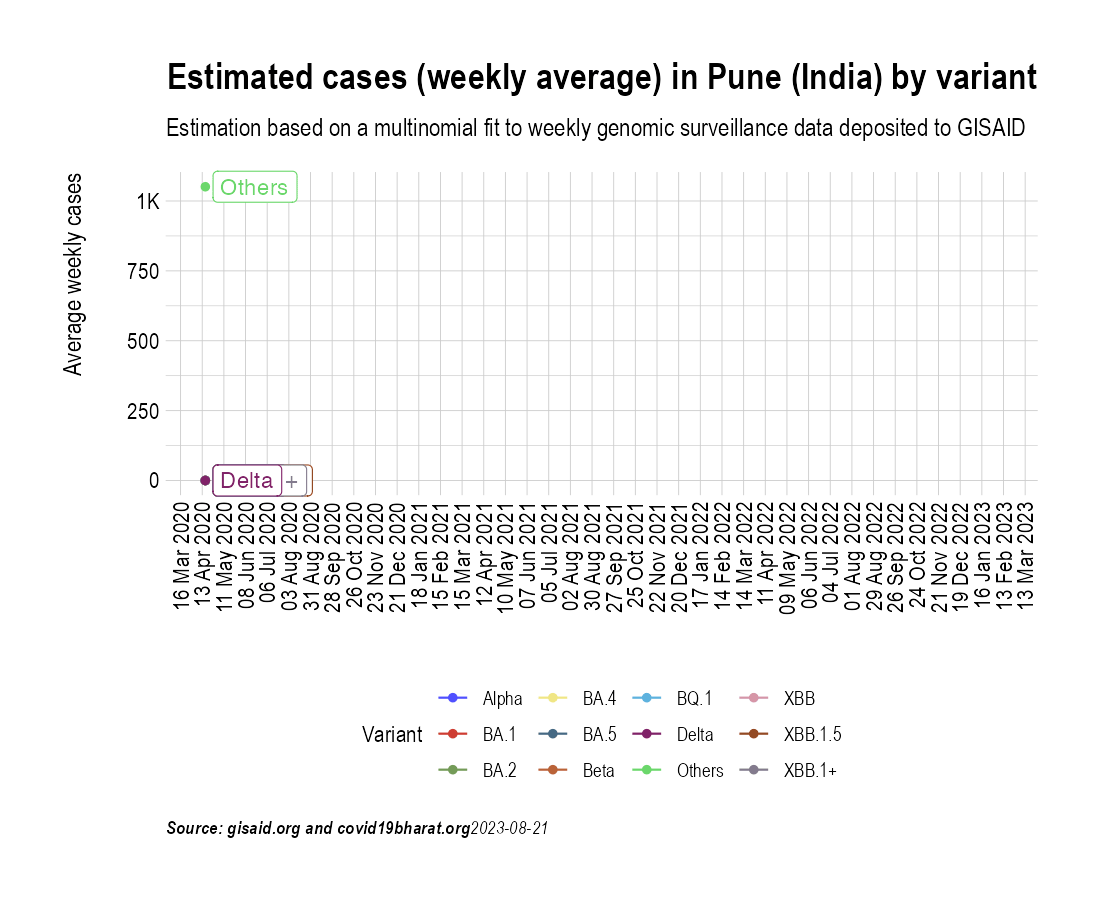 Estimated cases (weekly average) in Pune (India) by variant
Estimation based on a multinomial fit to weekly genomic surveillance data deposited to GISAID
Average weekly cases
1K
750
500
250
0
Others
Delta
+
16 Mar 2020
13 Apr 2020
11 May 2020
08 Jun 2020
06 Jul 2020
03 Aug 2020
31 Aug 2020
28 Sep 2020
26 Oct 2020
23 Nov 2020
21 Dec 2020
18 Jan 2021
15 Feb 2021
15 Mar 2021
12 Apr 2021
10 May 2021
07 Jun 2021
05 Jul 2021
02 Aug 2021
30 Aug 2021
27 Sep 2021
25 Oct 2021
22 Nov 2021
20 Dec 2021
17 Jan 2022
14 Feb 2022
14 Mar 2022
11 Apr 2022
09 May 2022
06 Jun 2022
04 Jul 2022
01 Aug 2022
29 Aug 2022
26 Sep 2022
24 Oct 2022
21 Nov 2022
19 Dec 2022
16 Jan 2023
13 Feb 2023
13 Mar 2023
Variant
Alpha
BA.1
BA.2
BA.4
BA.5
Beta
BQ.1
Delta
Others
XBB
XBB.1.5
XBB.1+
Source: gisaid.org and covid19bharat.org2023-08-21